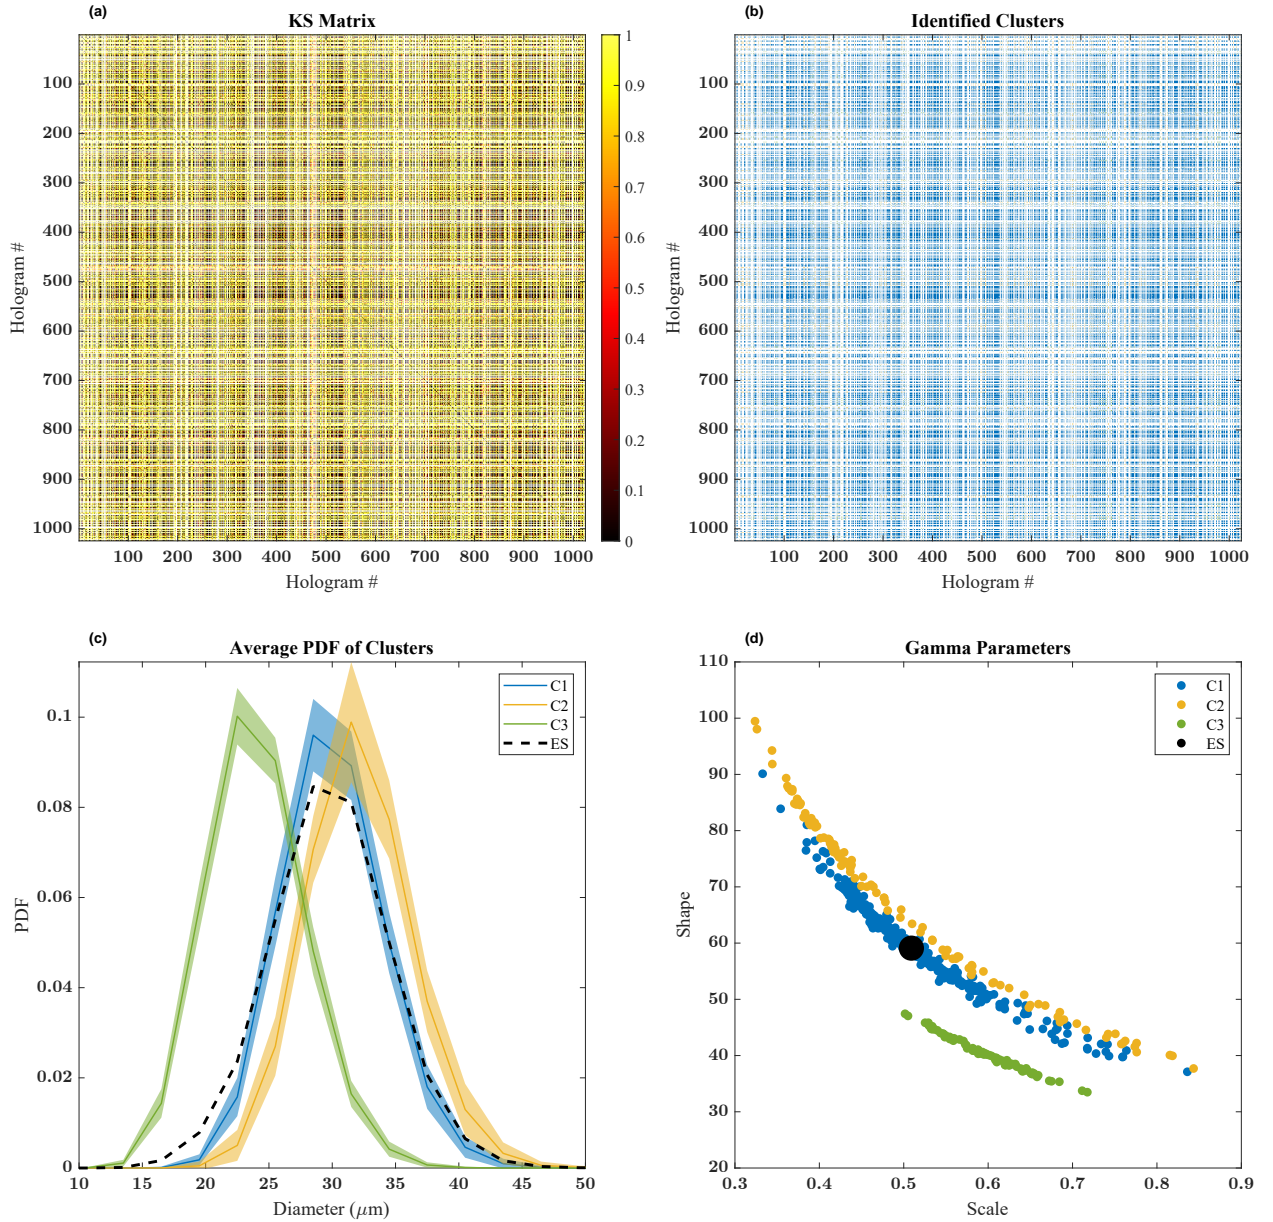 (a)
KS Matrix
100
200
300
400
500
600
700
800
900
1000
Hologram #
100 200 300 400 500 600 700 800 900 1000
Hologram #
1
0.9
0.8
0.7
0.6
0.5
0.4
0.3
0.2
0.1
0
(b)
Identified Clusters
100
200
300
400
500
600
700
800
900
1000
Hologram #
100 200 300 400 500 600 700 800 900 1000
Hologram #
(c)
Average PDF of Clusters
C1
C2
C3
ES
0.1
0.08
0.06
0.04
0.02
0
PDF
10 15 20 25 30 35 40 45 50
Diameter (μm)
(d)
Gamma Parameters
C1
C2
C3
ES
110
100
90
80
70
60
50
40
30
20
Shape
0.3 0.4 0.5 0.6 0.7 0.8 0.9
Scale